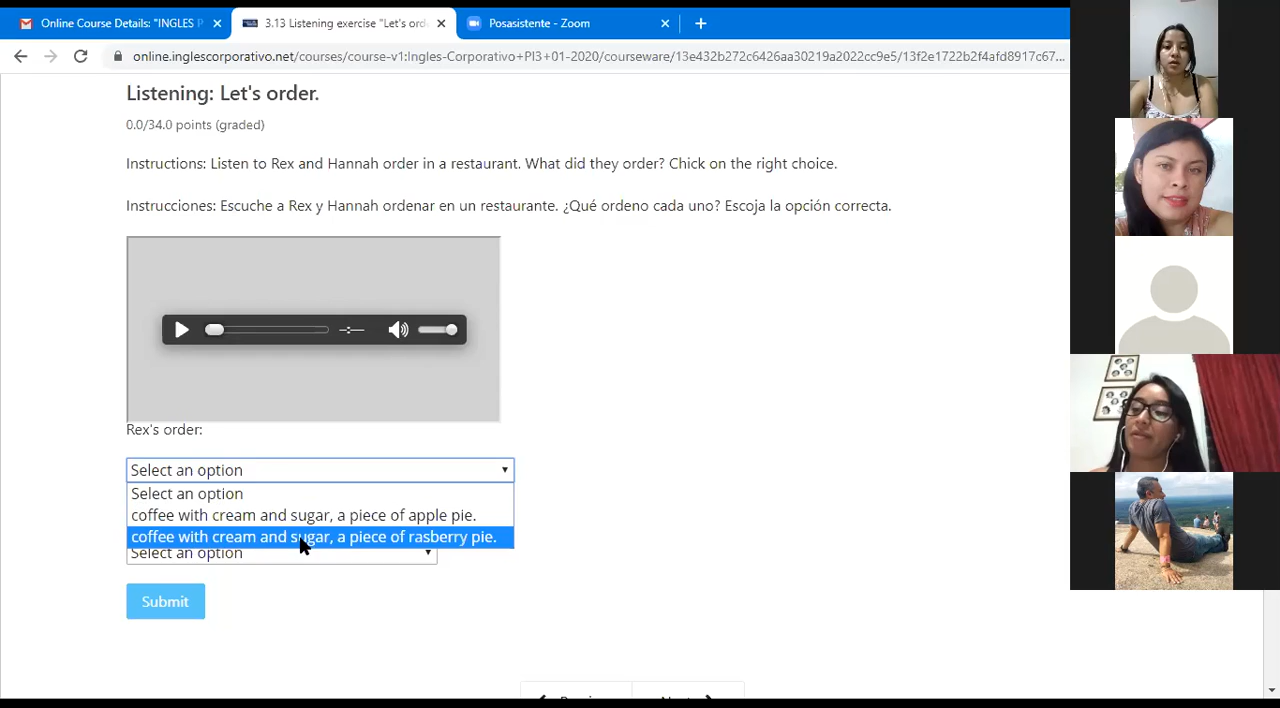 Online Course Details: "INGLES P
3.13 Listening exercise "Let's ord
Posasistente - Zoom
online.inglescorporativo.net/courses/course-v1:Ingles-Corporativo+PI3+01-2020/courseware/13e432b272c6426aa30219a2022cc9e5/13f2e1722b2f4afd8917c67...
Listening: Let's order.
0.0/34.0 points (graded)
Instructions: Listen to Rex and Hannah order in a restaurant. What did they order? Chick on the right choice.
Instrucciones: Escuche a Rex y Hannah ordenar en un restaurante. ¿Qué ordeno cada uno? Escoja la opción correcta.
Rex's order:
Select an option
Select an option
coffee with cream and sugar, a piece of apple pie.
coffee with cream and sugar, a piece of rasberry pie.
Select an option
Submit